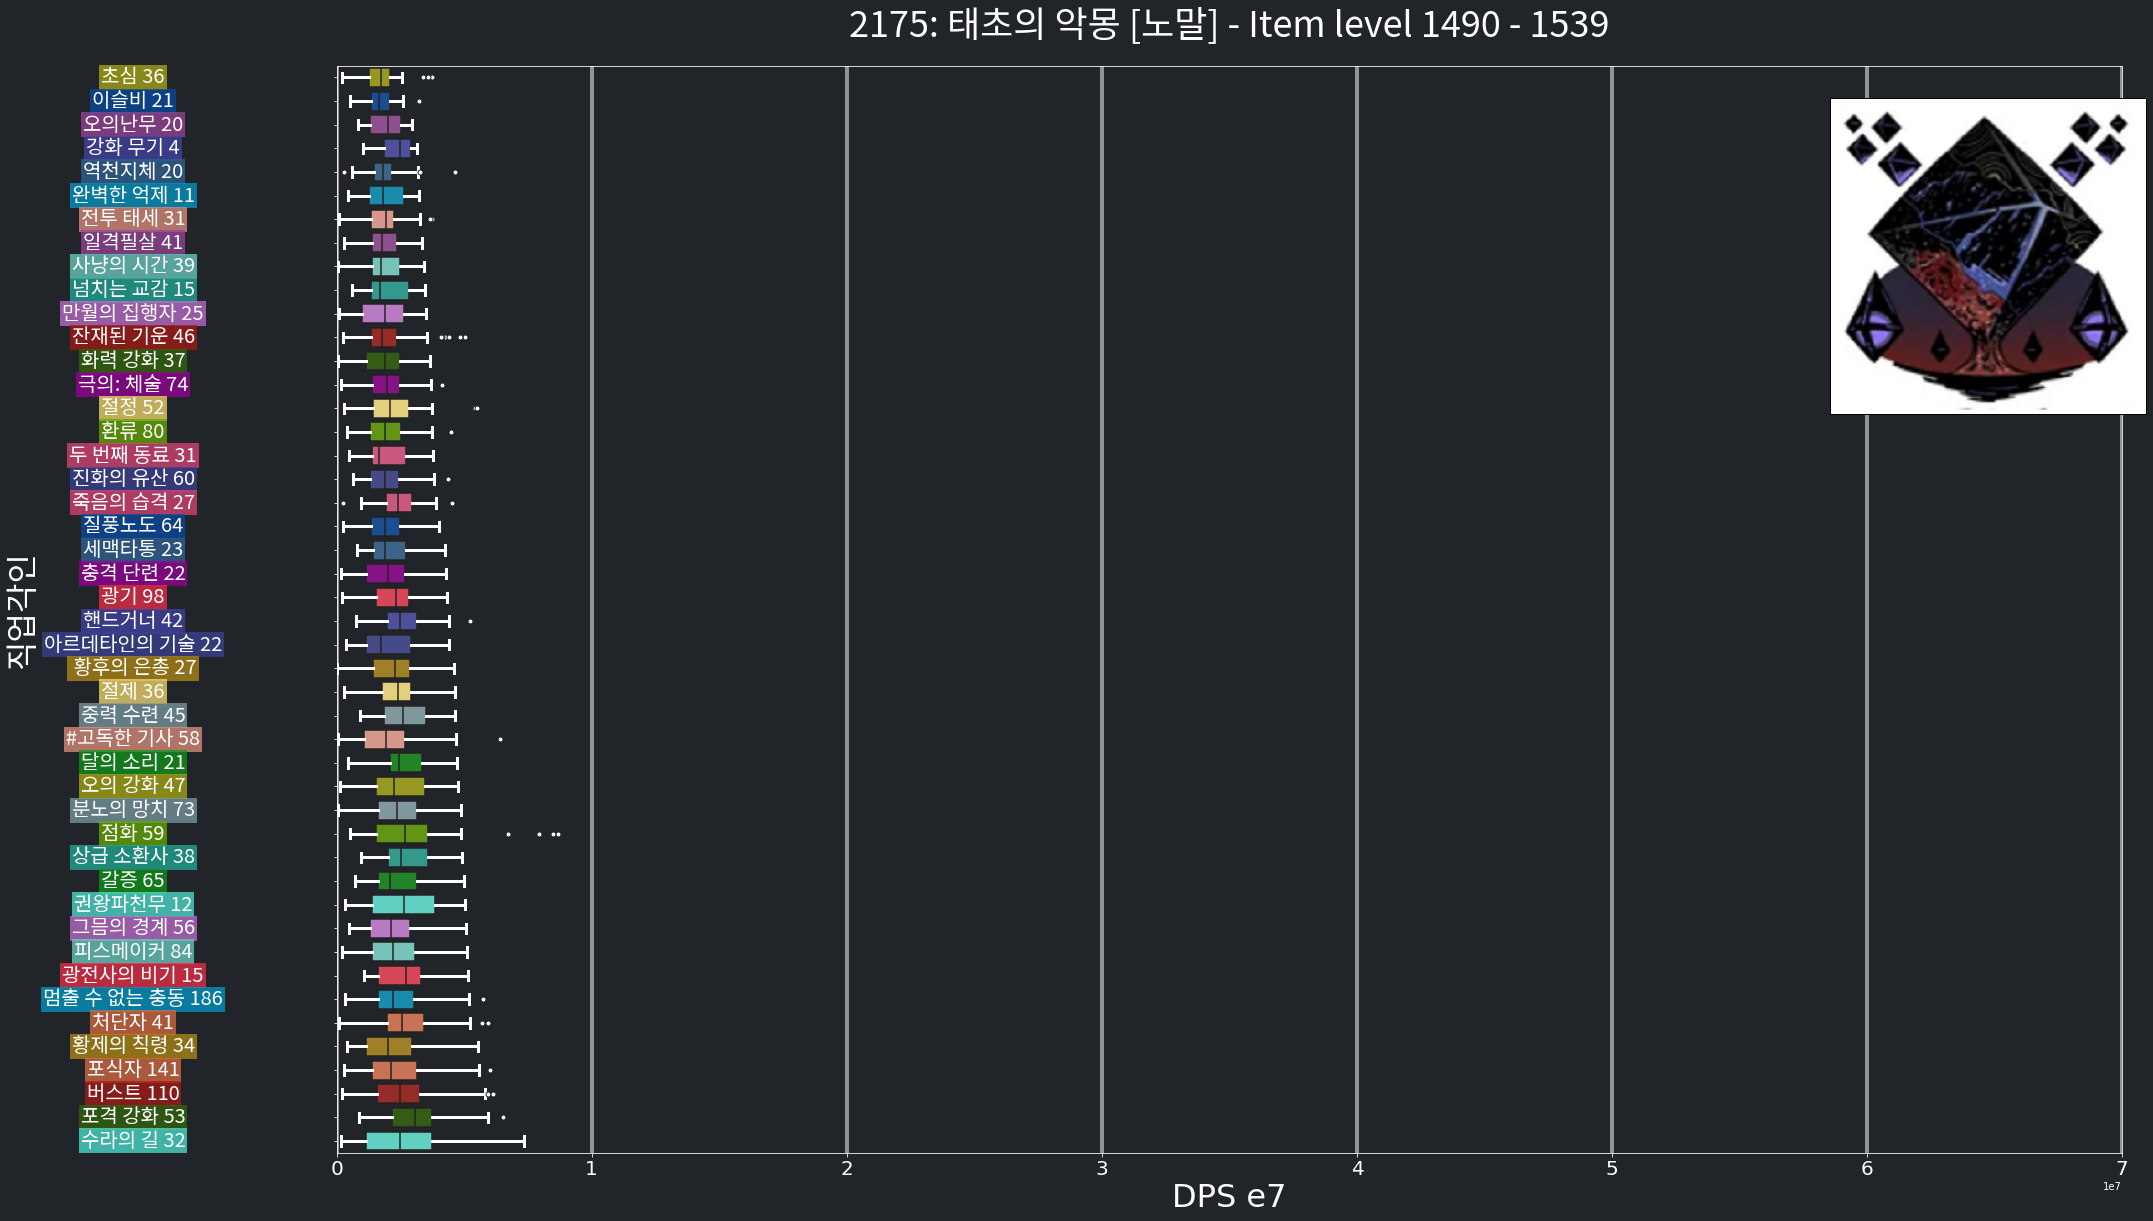 2175: 태초의 악몽 [노말] - Item level 1490 - 1539
초심 36
이슬비 21
오의난무 20
강화 무기 4
역천지체 20
완벽한 억제 11
전투 태세 31
일격필살 41
사냥의 시간 39
넘치는 교감 15
만월의 집행자 25
잔재된 기운 46
화력 강화 37
극의: 체술 74
절정 52
환류 80
두 번째 동료 31
진화의 유산 60
죽음의 습격 27
질풍노도 64
세맥타통 23
충격 단련 22
광기 98
핸드거너 42
아르데타인의 기술 22
황후의 은총 27
절제 36
중력 수련 45
#고독한 기사 58
달의 소리 21
오의 강화 47
분노의 망치 73
점화 59
상급 소환사 38
갈증 65
권왕파천무 12
그믐의 경계 56
피스메이커 84
광전사의 비기 15
멈출 수 없는 충동 186
처단자 41
황제의 칙령 34
포식자 141
버스트 110
포격 강화 53
수라의 길 32
직업각인
0 1 2 3 4 5 6 7
1e7
DPS e7